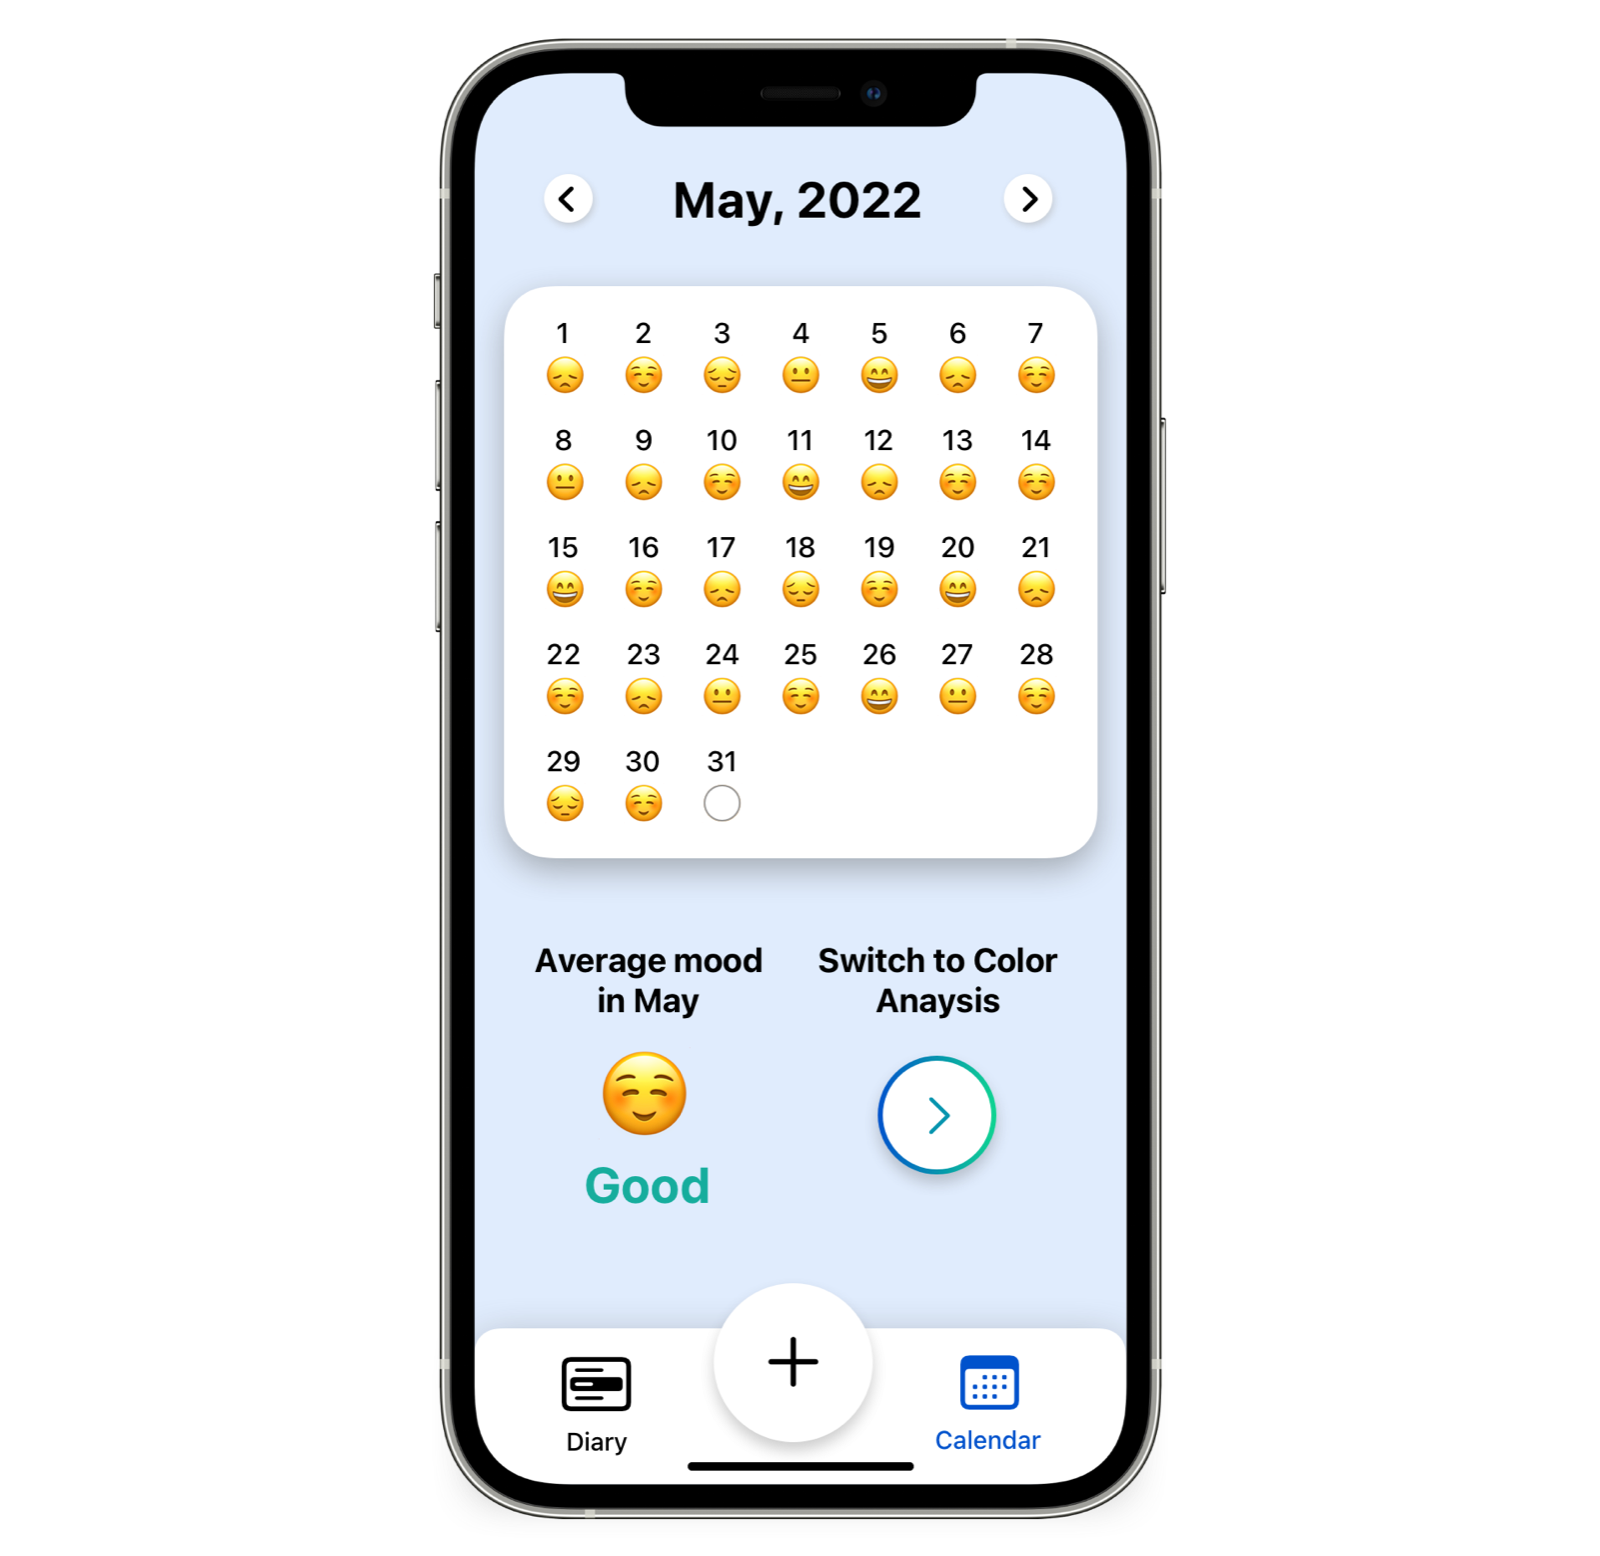 May, 2022
1 2 3 4 5 6 7
8 9 10 11 12 13 14
15 16 17 18 19 20 21
22 23 24 25 26 27 28
29 30 31
Average mood
in May
Good
Switch to Color
Anaysis
Diary
Calendar